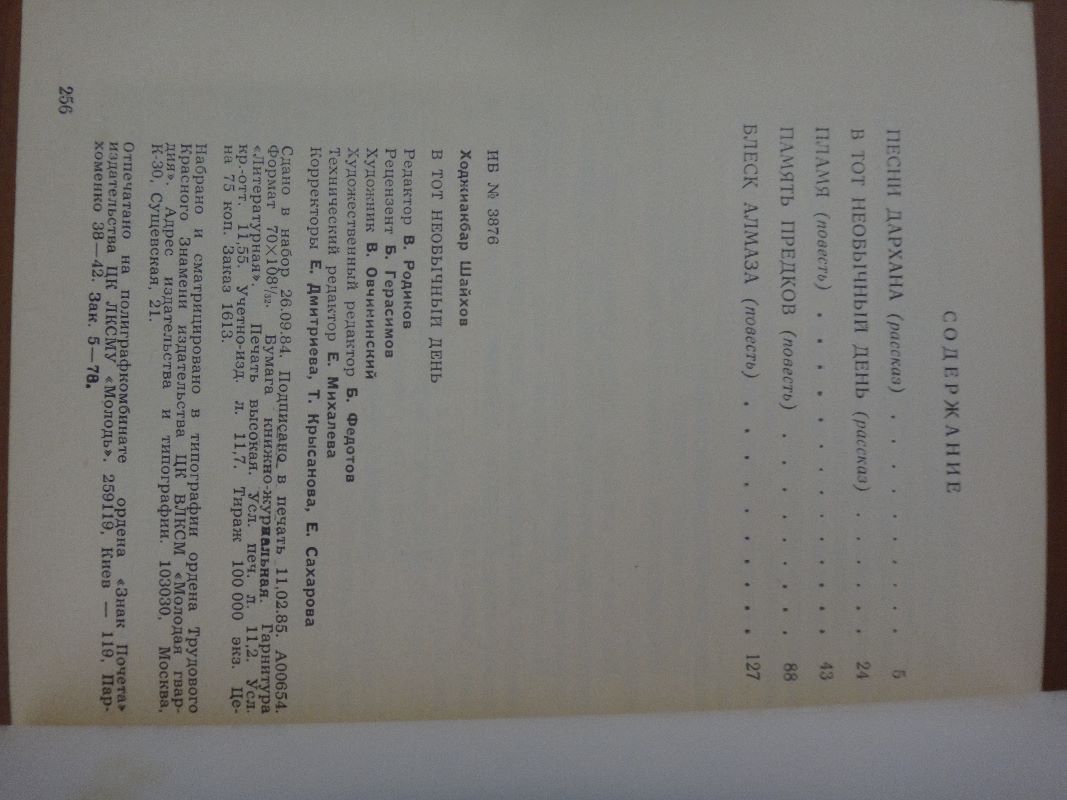 СОДЕРЖАНИЕ
ПЕСНИ ДАРХАНА (рассказ) . . . . . . . 5
В ТОТ НЕОБЫЧНЫЙ ДЕНЬ (рассказ) . . . . 24
ПЛАМЯ (повесть) . . . . . . . . . 43
ПАМЯТЬ ПРЕДКОВ (повесть) . . . . . . 88
БЛЕСК АЛМАЗА (повесть) . . . . . . . 127
ИБ № 3876
Ходжиакбар Шайхов
В ТОТ НЕОБЫЧНЫЙ ДЕНЬ
Редактор В. Родиков
Рецензент Б. Герасимов
Художник В. Овчининский
Художественный редактор Б. Федотов
Технический редактор Е. Михалева
Корректоры Е. Дмитриева, Т. Крысанова, Е. Сахарова
Сдано в набор 26.09.84. Подписано в печать 11.02.85. А00654.
Формат 70×108¹/₃₂. Бумага книжно-журнальная. Гарнитура
«Литературная». Печать высокая. Усл. печ. л. 11,2. Усл.
кр.-отт. 11,55. Учетно-изд. л. 11,7. Тираж 100 000 экз. Це-
на 75 коп. Заказ 1613.
Набрано и сматрицировано в типографии ордена Трудового
Красного Знамени издательства ЦК ВЛКСМ «Молодая гвар-
дия». Адрес издательства и типографии. 103030, Москва,
К-30, Сущевская, 21.
Отпечатано на полиграфкомбинате ордена «Знак Почета»
издательства ЦК ЛКСМУ «Молодь». 259119, Киев — 119, Пар-
хоменко 38—42. Зак. 5—78.
256